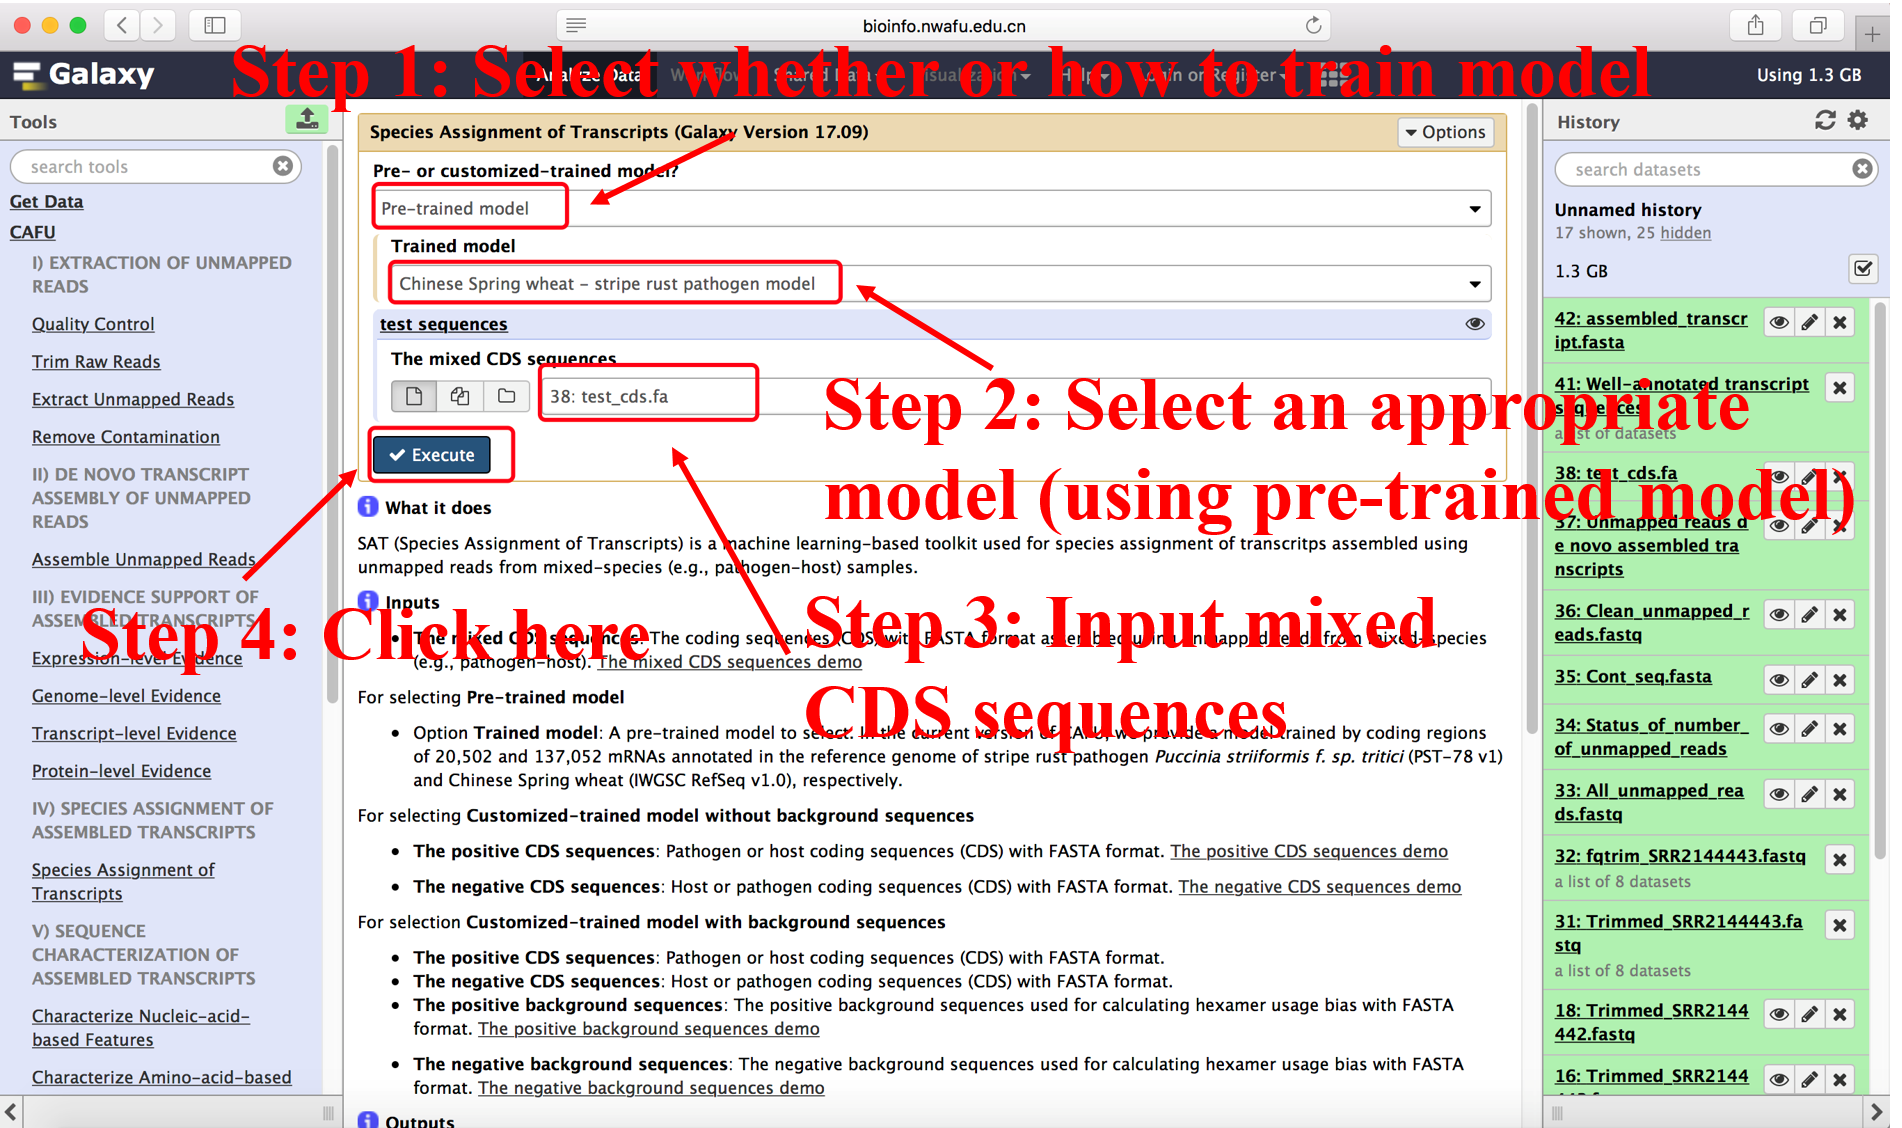 bioinfo.nwafu.edu.cn
Step 1: Select whether or how to train model
Galaxy
Analyze Data Workflow Shared Data Visualization Help Login or Register
Using 1.3 GB
Tools
search tools
Get Data
CAFU
I) EXTRACTION OF UNMAPPED
READS
Quality Control
Trim Raw Reads
Extract Unmapped Reads
Remove Contamination
II) DE NOVO TRANSCRIPT
ASSEMBLY OF UNMAPPED
READS
Assemble Unmapped Reads
III) EVIDENCE SUPPORT OF
ASSEMBLED TRANSCRIPTS
Expression-level Evidence
Genome-level Evidence
Transcript-level Evidence
Protein-level Evidence
IV) SPECIES ASSIGNMENT OF
ASSEMBLED TRANSCRIPTS
Species Assignment of
Transcripts
V) SEQUENCE
CHARACTERIZATION OF
ASSEMBLED TRANSCRIPTS
Characterize Nucleic-acid-
based Features
Characterize Amino-acid-based
Species Assignment of Transcripts (Galaxy Version 17.09)
Options
Pre- or customized-trained model?
Pre-trained model
Trained model
Chinese Spring wheat - stripe rust pathogen model
test sequences
The mixed CDS sequences
38: test_cds.fa
Execute
Step 2: Select an appropriate
model (using pre-trained model)
Step 3: Input mixed
CDS sequences
Step 4: Click here
What it does
SAT (Species Assignment of Transcripts) is a machine learning-based toolkit used for species assignment of transcritps assembled using
unmapped reads from mixed-species (e.g., pathogen-host) samples.
Inputs
The mixed CDS sequences: The coding sequences (CDS) with FASTA format assembled using unmapped reads from mixed-species
(e.g., pathogen-host). The mixed CDS sequences demo
For selecting Pre-trained model
Option Trained model: A pre-trained model to select. In the current version of CAFU, we provide a model trained by coding regions
of 20,502 and 137,052 mRNAs annotated in the reference genome of stripe rust pathogen Puccinia striiformis f. sp. tritici (PST-78 v1)
and Chinese Spring wheat (IWGSC RefSeq v1.0), respectively.
For selecting Customized-trained model without background sequences
The positive CDS sequences: Pathogen or host coding sequences (CDS) with FASTA format. The positive CDS sequences demo
The negative CDS sequences: Host or pathogen coding sequences (CDS) with FASTA format. The negative CDS sequences demo
For selection Customized-trained model with background sequences
The positive CDS sequences: Pathogen or host coding sequences (CDS) with FASTA format.
The negative CDS sequences: Host or pathogen coding sequences (CDS) with FASTA format.
The positive background sequences: The positive background sequences used for calculating hexamer usage bias with FASTA
format. The positive background sequences demo
The negative background sequences: The negative background sequences used for calculating hexamer usage bias with FASTA
format. The negative background sequences demo
Outputs
History
search datasets
Unnamed history
17 shown, 25 hidden
1.3 GB
42: assembled_transcr
ipt.fasta
41: Well-annotated transcript
sequences
a list of datasets
38: test_cds.fa
37: Unmapped reads d
e novo assembled tra
nscripts
36: Clean_unmapped_r
eads.fastq
35: Cont_seq.fasta
34: Status_of_number_
of_unmapped_reads
33: All_unmapped_rea
ds.fastq
32: fqtrim_SRR2144443.fastq
a list of 8 datasets
31: Trimmed_SRR2144443.fa
stq
a list of 8 datasets
18: Trimmed_SRR2144
442.fastq
16: Trimmed_SRR2144